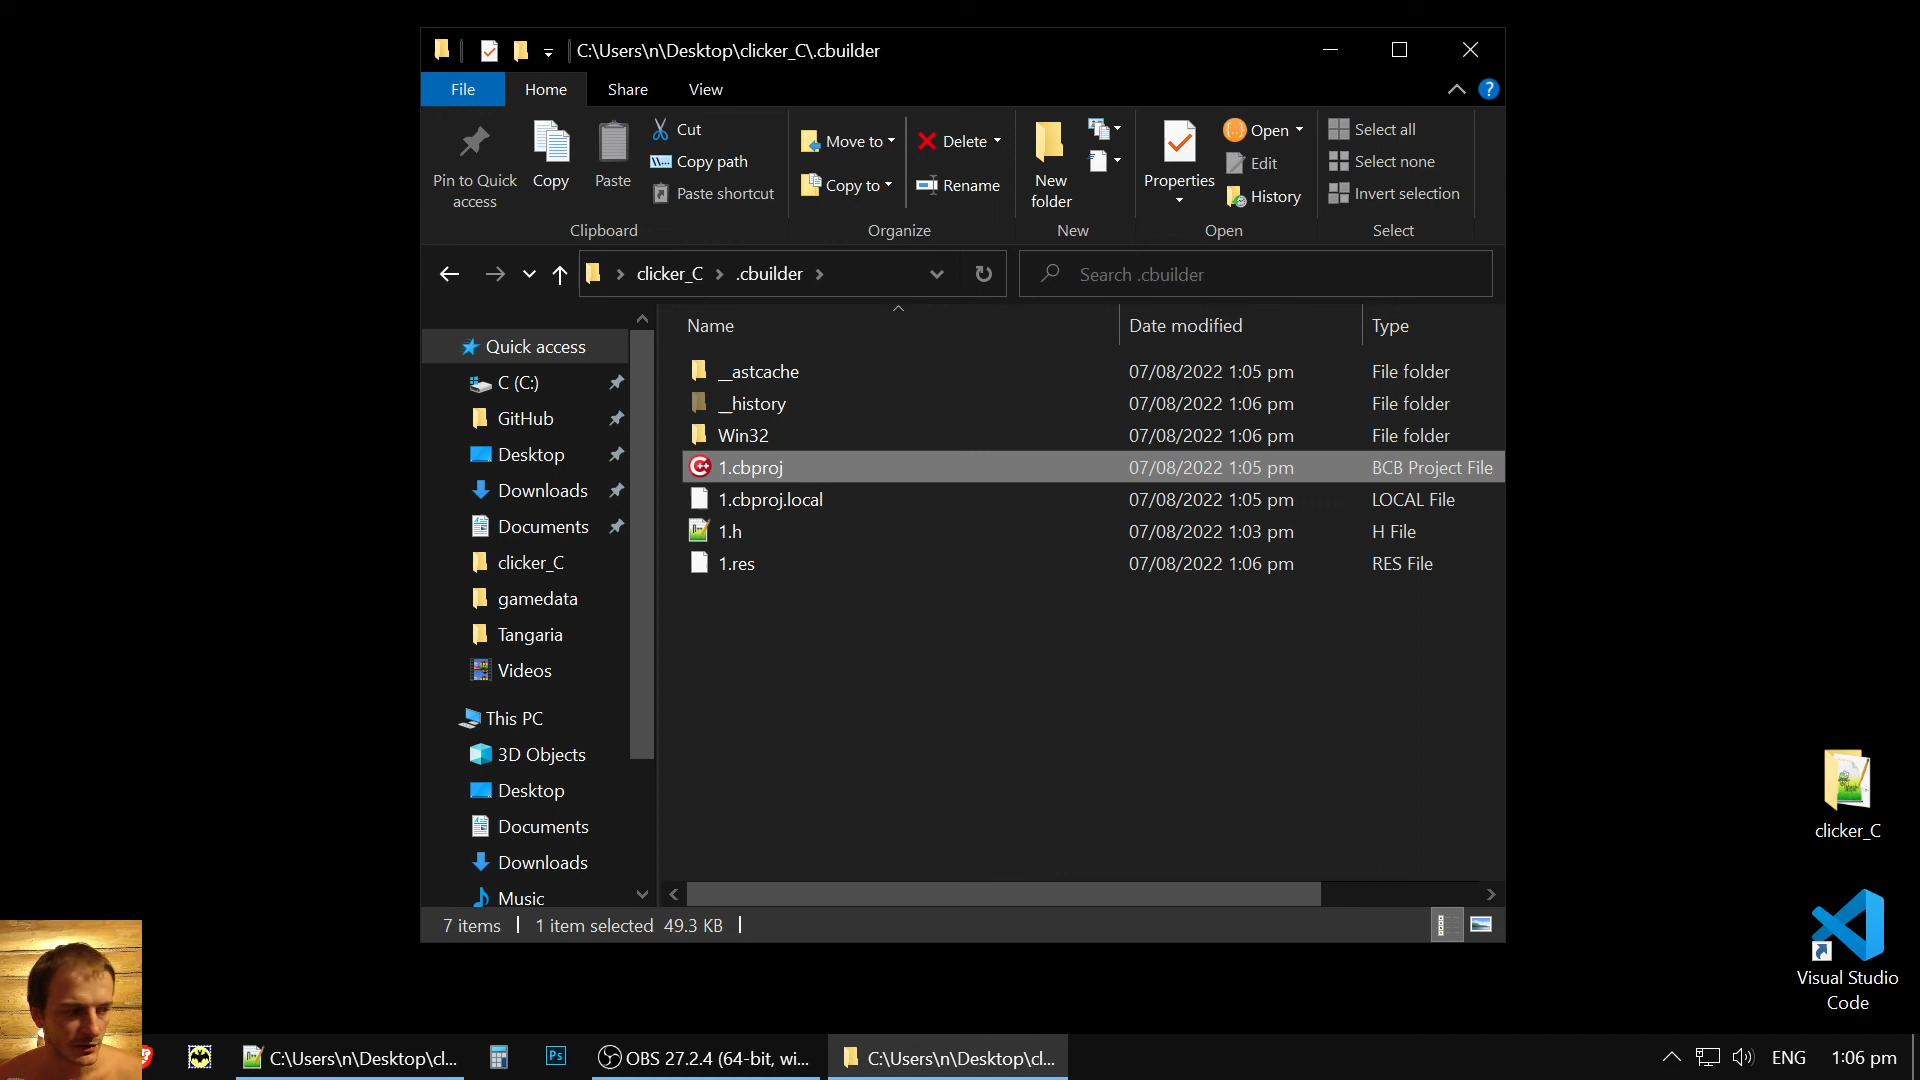 C:\Users\n\Desktop\clicker_C\.cbuilder
File Home Share View
Pin to Quick access
Copy
Paste
Cut
Copy path
Paste shortcut
Clipboard
Move to
Copy to
Delete
Rename
Organize
New folder
New
Properties
Open
Edit
History
Open
Select all
Select none
Invert selection
Select
clicker_C .cbuilder
Search .cbuilder
Name Date modified Type
__astcache 07/08/2022 1:05 pm File folder
__history 07/08/2022 1:06 pm File folder
Win32 07/08/2022 1:06 pm File folder
1.cbproj 07/08/2022 1:05 pm BCB Project File
1.cbproj.local 07/08/2022 1:05 pm LOCAL File
1.h 07/08/2022 1:03 pm H File
1.res 07/08/2022 1:06 pm RES File
Quick access
C (C:)
GitHub
Desktop
Downloads
Documents
clicker_C
gamedata
Tangaria
Videos
This PC
3D Objects
Desktop
Documents
Downloads
Music
7 items 1 item selected 49.3 KB
clicker_C
Visual Studio
Code
C:\Users\n\Desktop\cl... Ps OBS 27.2.4 (64-bit, wi... C:\Users\n\Desktop\cl... ENG 1:06 pm